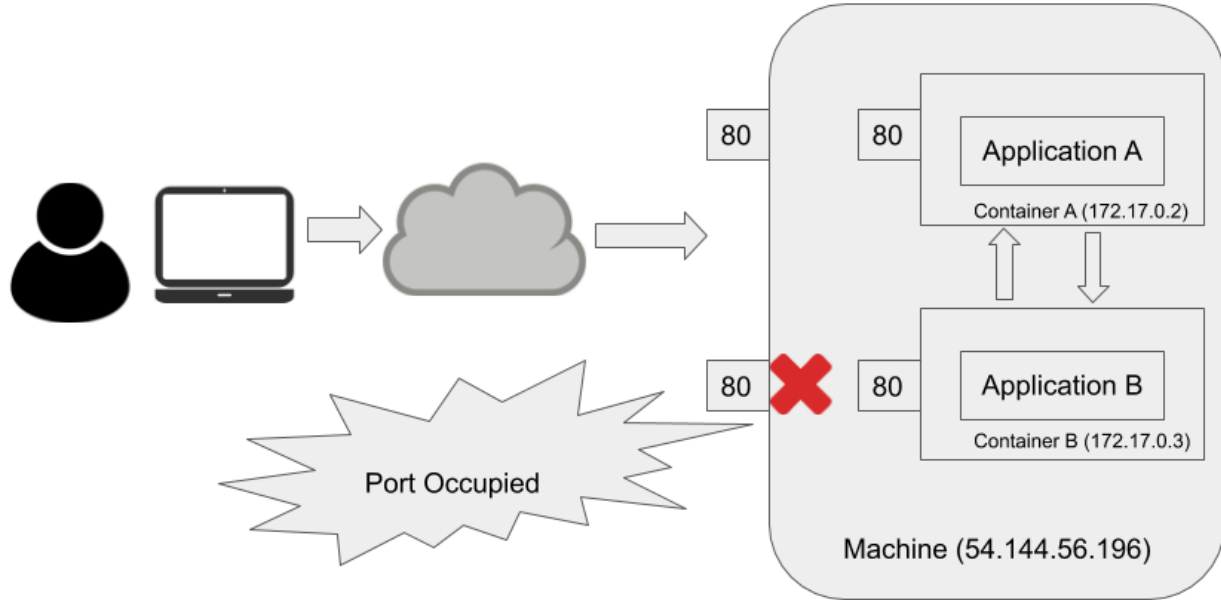 80
80
Application A
Container A (172.17.0.2)
80
80
Application B
Container B (172.17.0.3)
Port Occupied
Machine (54.144.56.196)